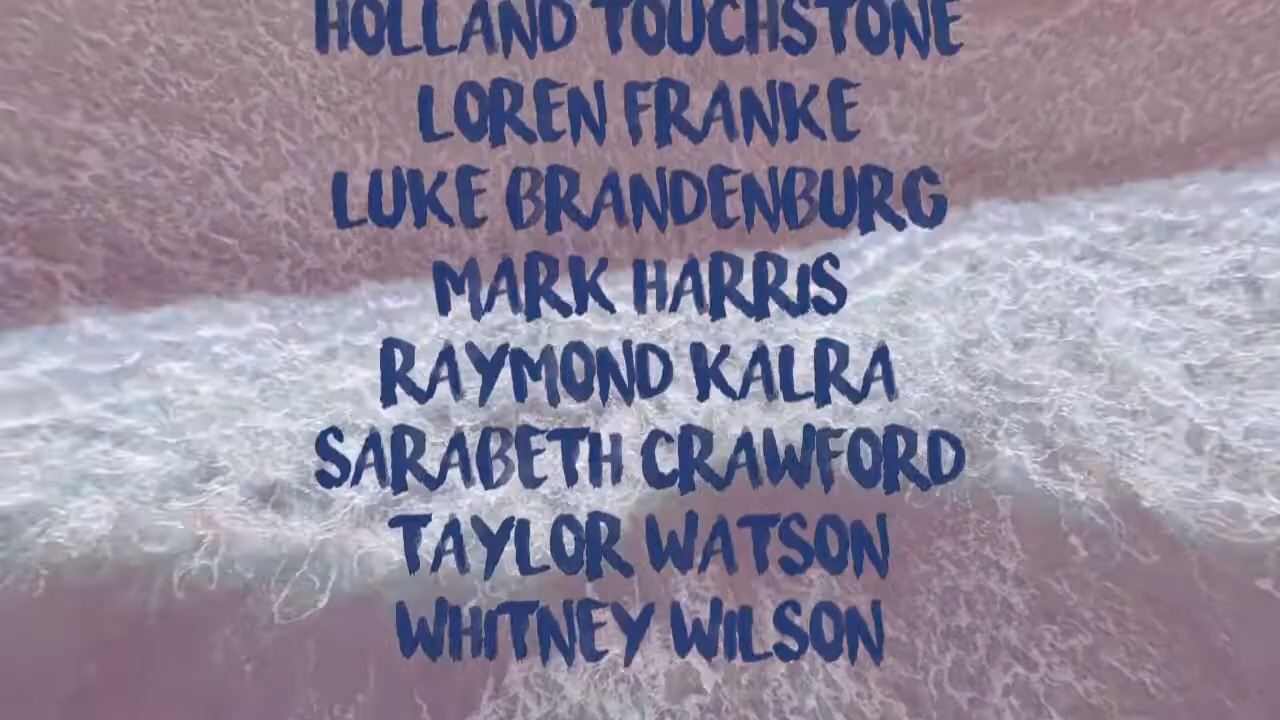 HOLLAND TOUCHSTONE
LOREN FRANKE
LUKE BRANDENBURG
MARK HARRIS
RAYMOND KALRA
SARABETH CRAWFORD
TAYLOR WATSON
WHITNEY WILSON